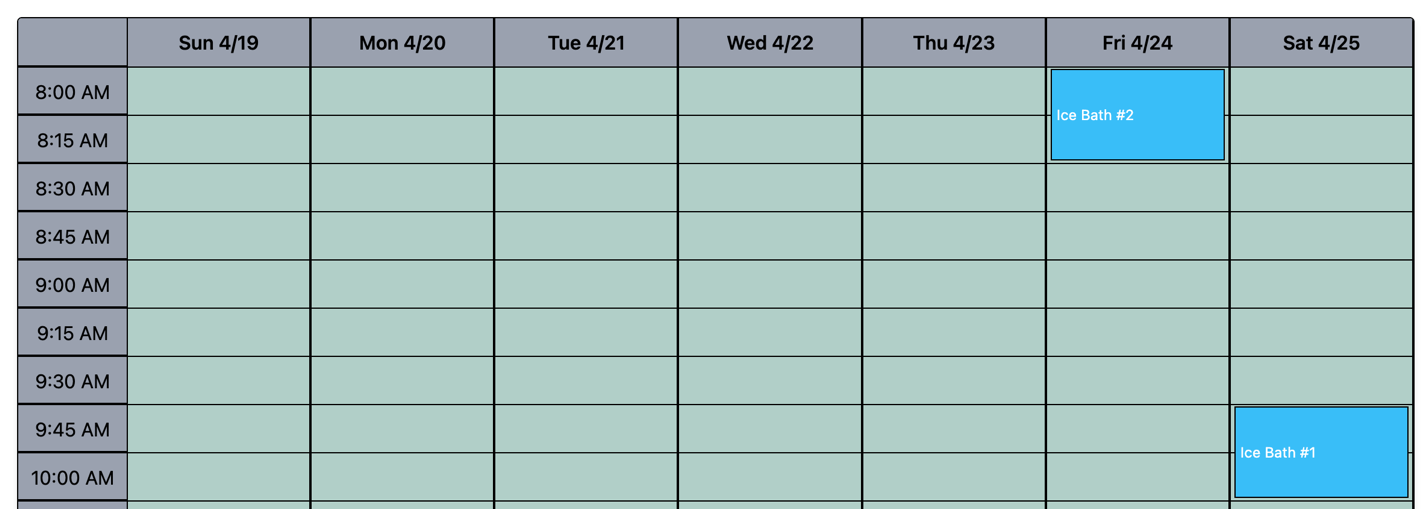 Sun 4/19 Mon 4/20 Tue 4/21 Wed 4/22 Thu 4/23 Fri 4/24 Sat 4/25
8:00 AM
Ice Bath #2
8:15 AM
8:30 AM
8:45 AM
9:00 AM
9:15 AM
9:30 AM
9:45 AM
Ice Bath #1
10:00 AM